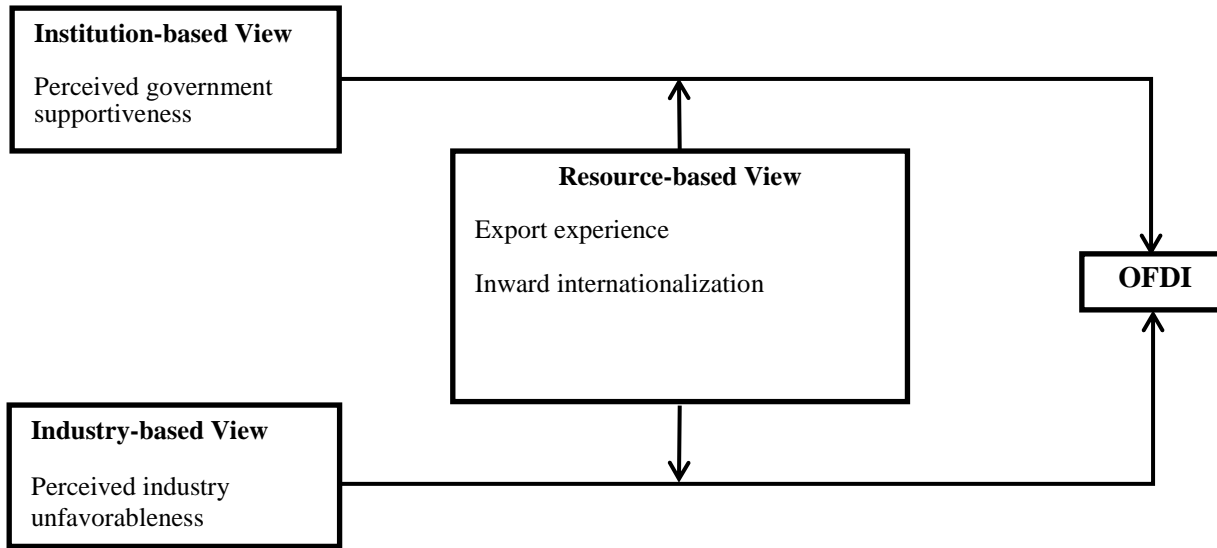 Institution-based View
Perceived government
supportiveness
Resource-based View
Export experience
Inward internationalization
OFDI
Industry-based View
Perceived industry
unfavorableness